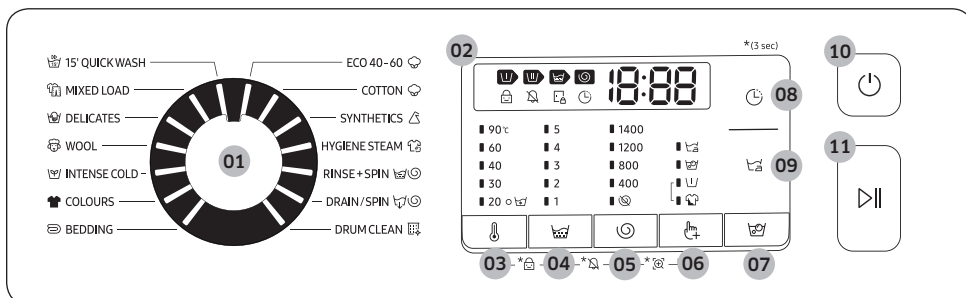 15' QUICK WASH
MIXED LOAD
DELICATES
WOOL
INTENSE COLD
COLOURS
BEDDING
ECO 40-60
COTTON
SYNTHETICS
HYGIENE STEAM
RINSE+SPIN
DRAIN/SPIN
DRUM CLEAN
01
02
*(3 sec)
18:88
90℃ 5 1400
60 4 1200
40 3 800
30 2 400
20 1
03 * 04 * 05 * 06 07
08
09
10
11